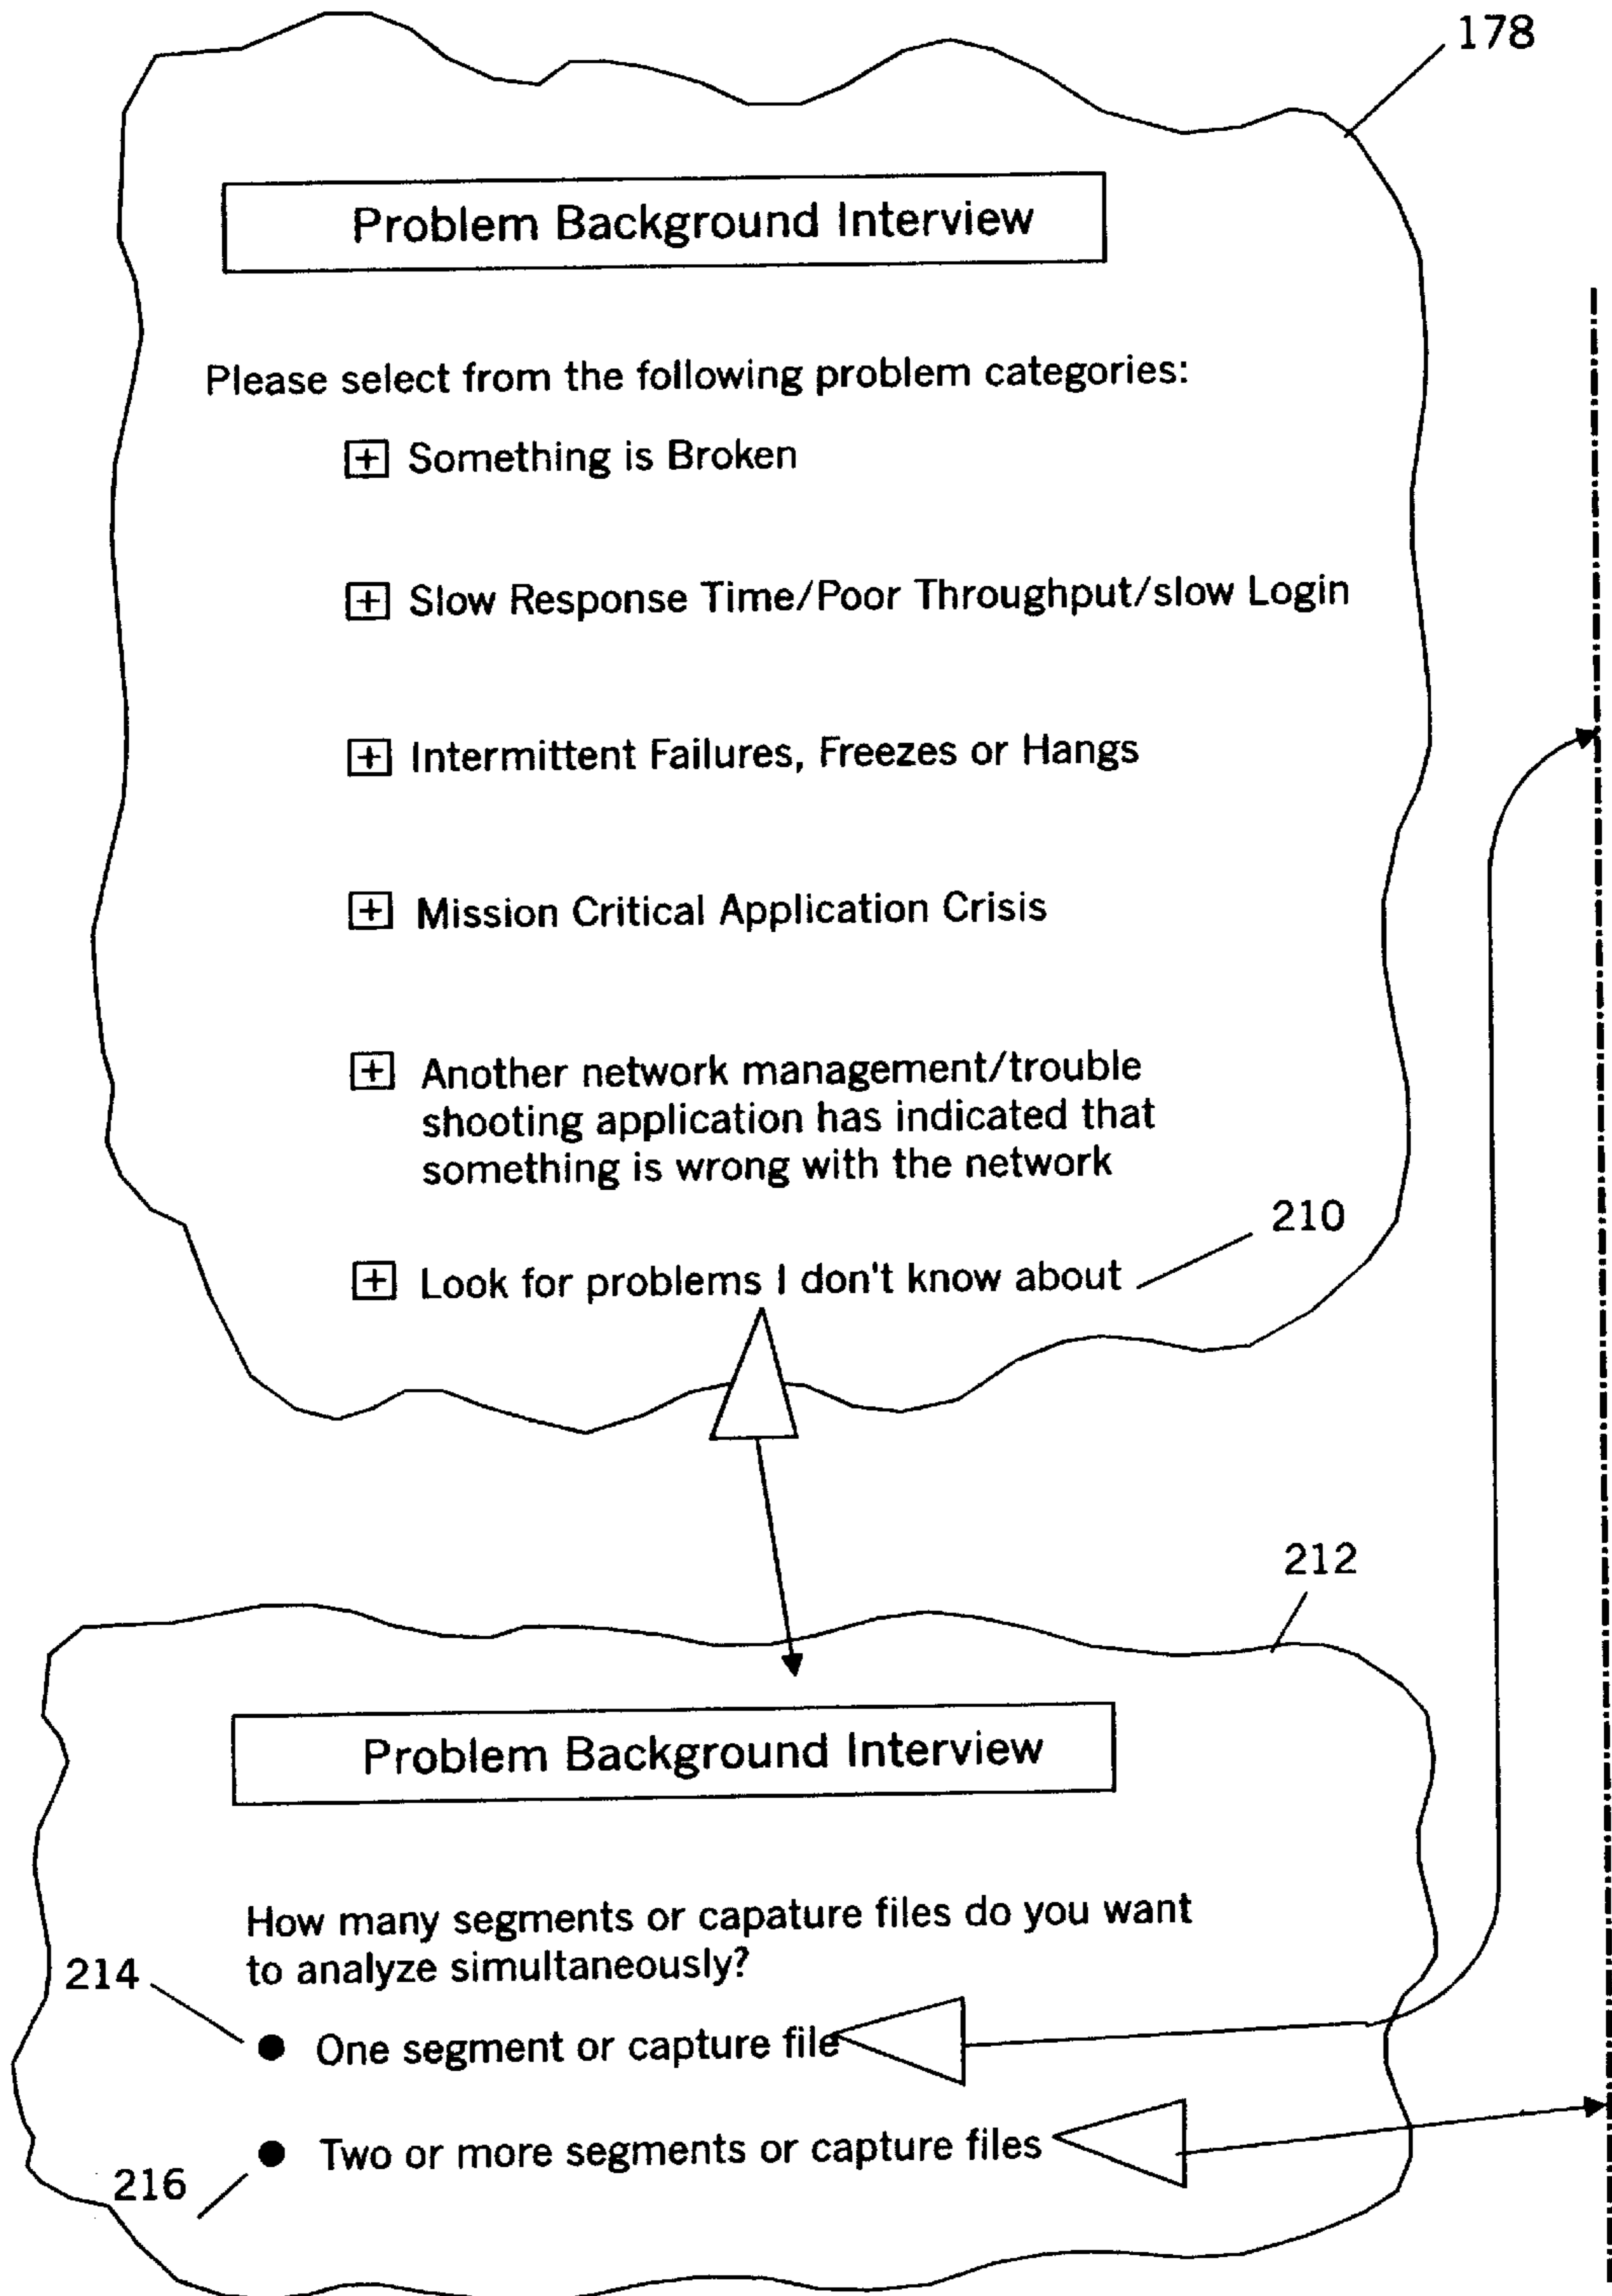 178
Problem Background Interview
Please select from the following problem categories:
+ Something is Broken
+ Slow Response Time/Poor Throughput/slow Login
+ Intermittent Failures, Freezes or Hangs
+ Mission Critical Application Crisis
+ Another network management/trouble
shooting application has indicated that
something is wrong with the network
210
+ Look for problems I don't know about
212
Problem Background Interview
How many segments or capature files do you want
to analyze simultaneously?
214
● One segment or capture file
● Two or more segments or capture files
216